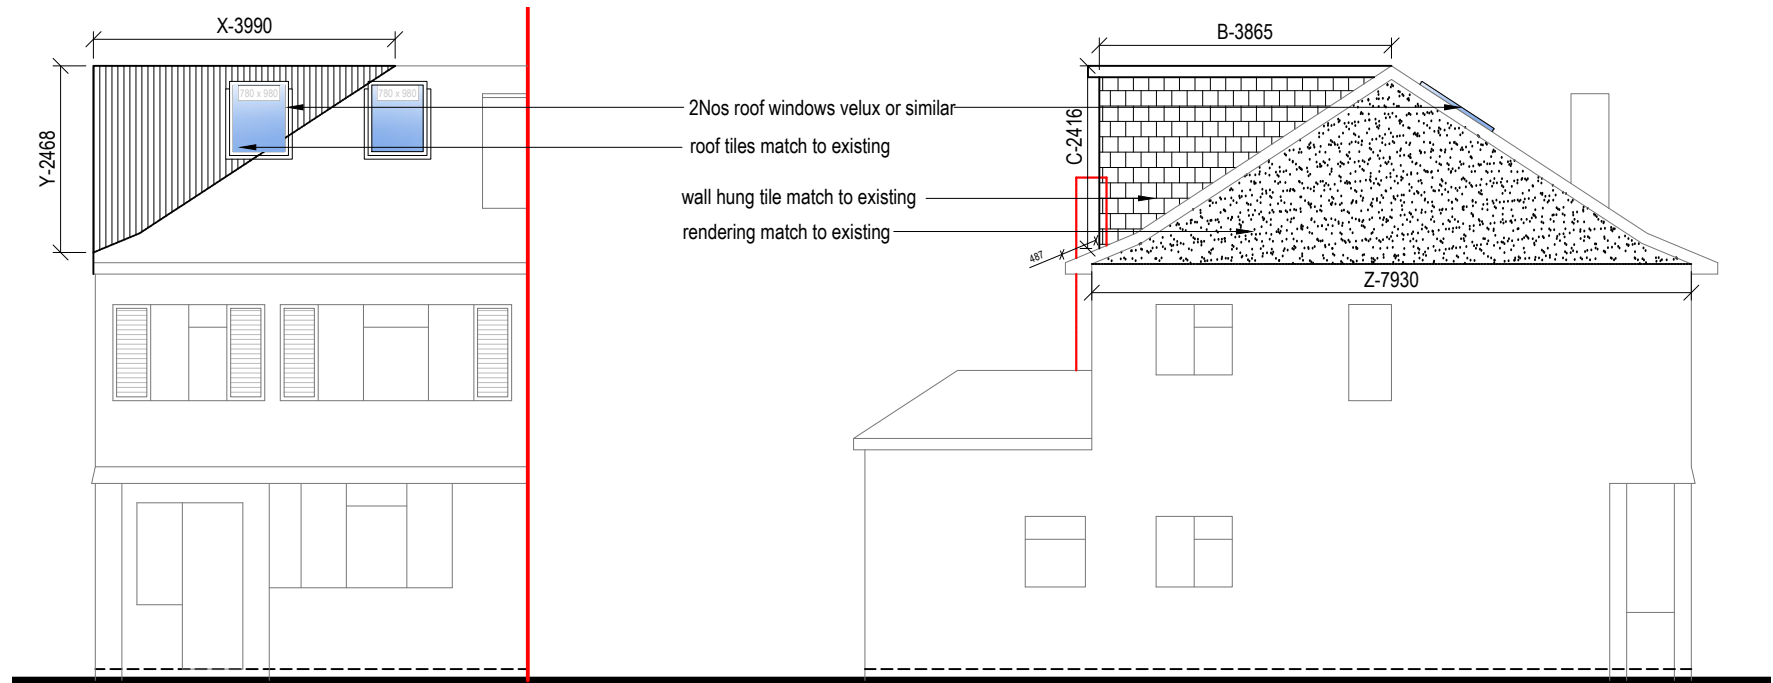 X-3990
B-3865
780 x 980
780 x 980
2Nos roof windows velux or similar
C-2416
Y-2468
roof tiles match to existing
wall hung tile match to existing
rendering match to existing
487
Z-7930